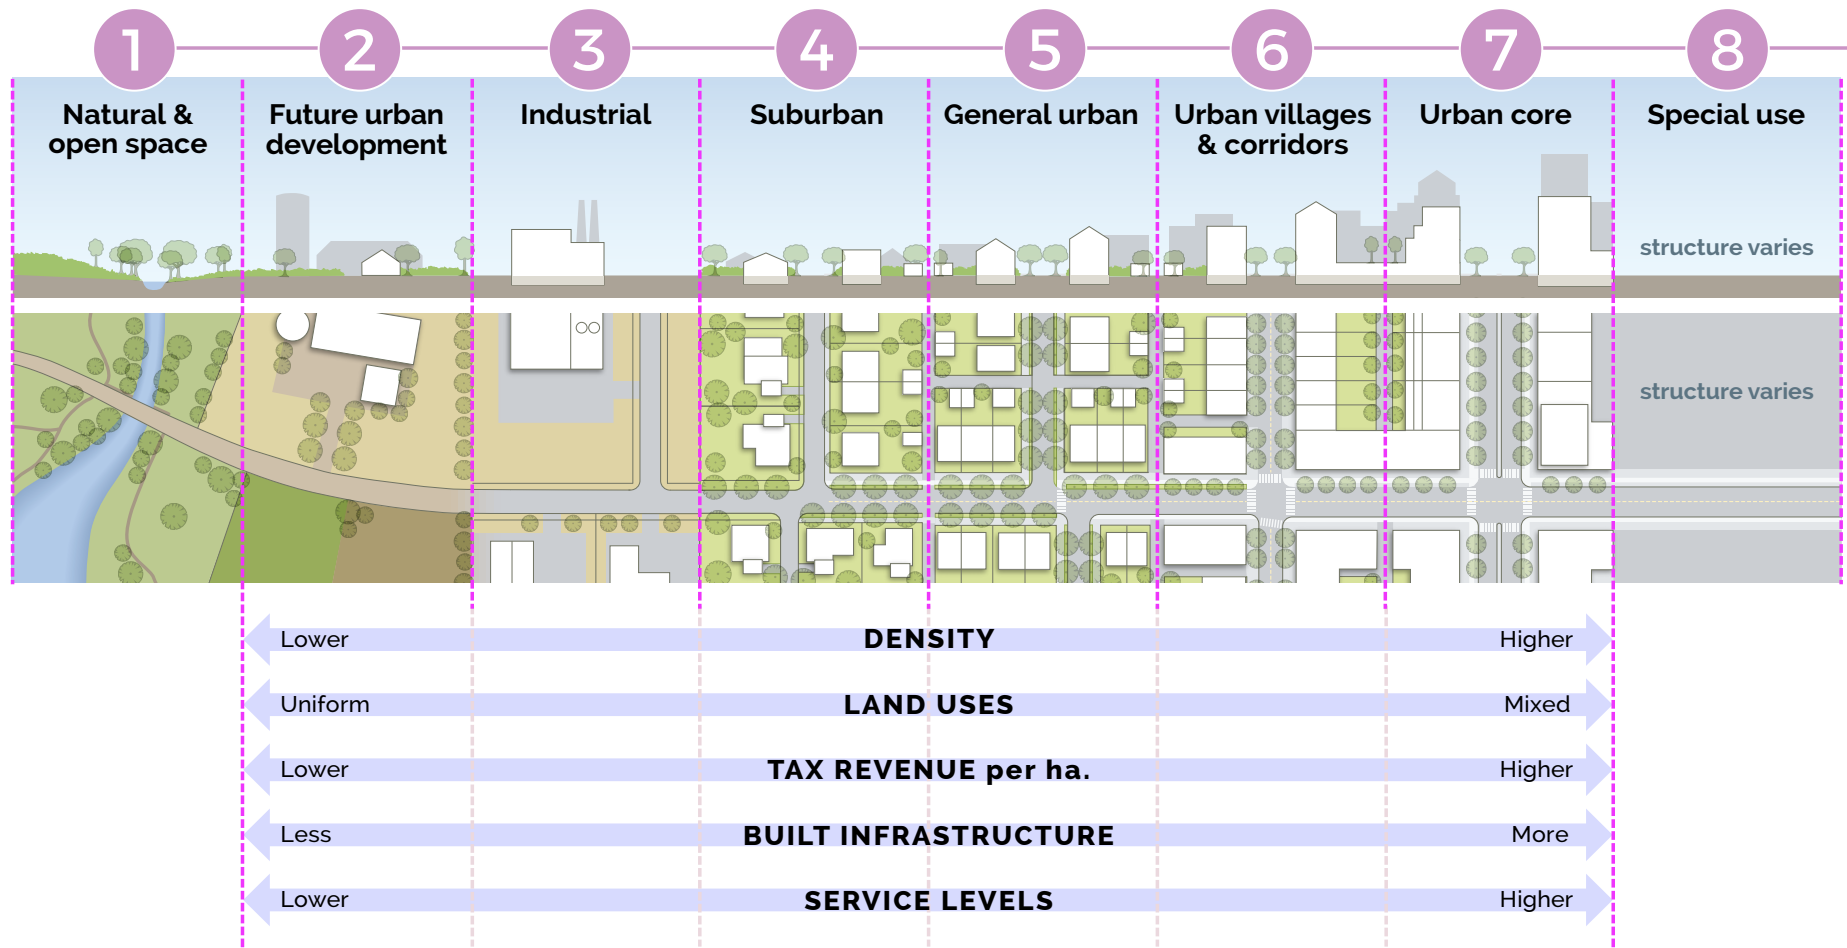 1
2
3
4
5
6
7
8
Natural &
open space
Future urban
development
Industrial
Suburban
General urban
Urban villages
& corridors
Urban core
Special use
structure varies
structure varies
Lower DENSITY Higher
Uniform LAND USES Mixed
Lower TAX REVENUE per ha. Higher
Less BUILT INFRASTRUCTURE More
Lower SERVICE LEVELS Higher